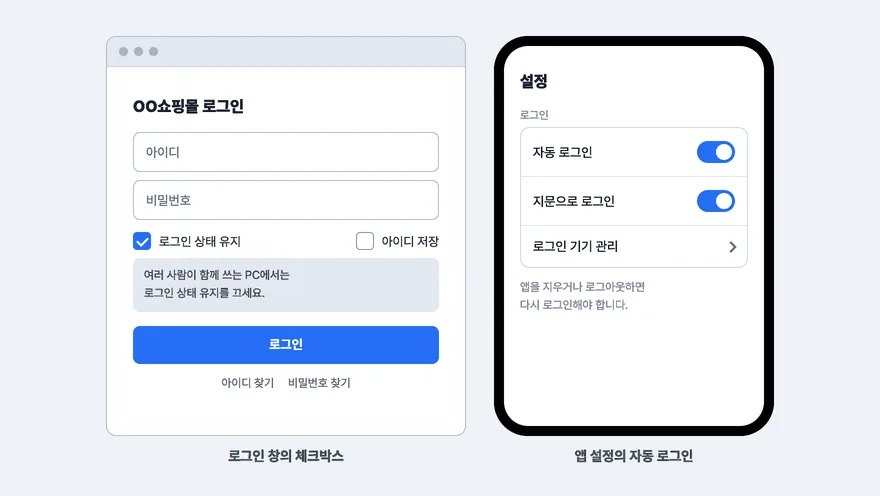 OO쇼핑몰 로그인
아이디
비밀번호
로그인 상태 유지
아이디 저장
여러 사람이 함께 쓰는 PC에서는
로그인 상태 유지를 끄세요.
로그인
아이디 찾기
비밀번호 찾기
로그인 창의 체크박스
설정
로그인
자동 로그인
지문으로 로그인
로그인 기기 관리
앱을 지우거나 로그아웃하면
다시 로그인해야 합니다.
앱 설정의 자동 로그인